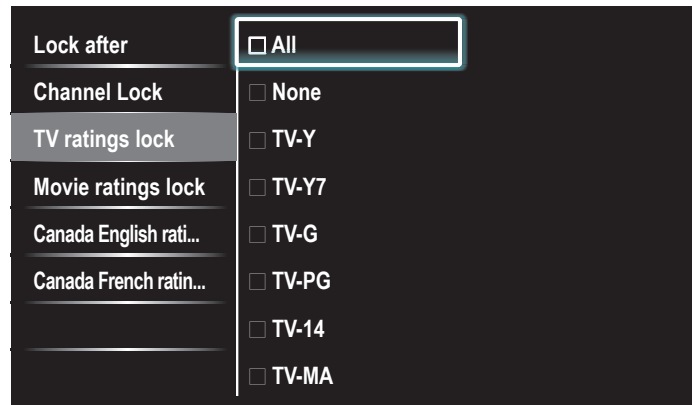 Lock after
Channel Lock
TV ratings lock
Movie ratings lock
Canada English rati...
Canada French ratin...
All
None
TV-Y
TV-Y7
TV-G
TV-PG
TV-14
TV-MA